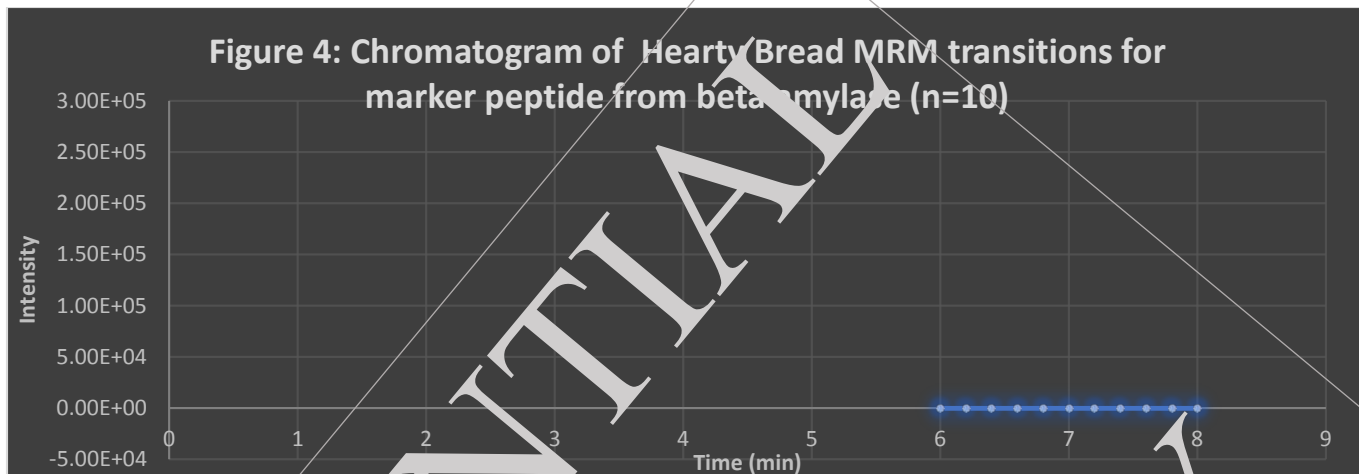 Figure 4: Chromatogram of  Hearty Bread MRM transitions for
marker peptide from beta amylase (n=10)
3.00E+05
2.50E+05
2.00E+05
1.50E+05
1.00E+05
5.00E+04
0.00E+00
-5.00E+04
Intensity
0 1 2 3 4 5 6 7 8 9
Time (min)
NTIAL